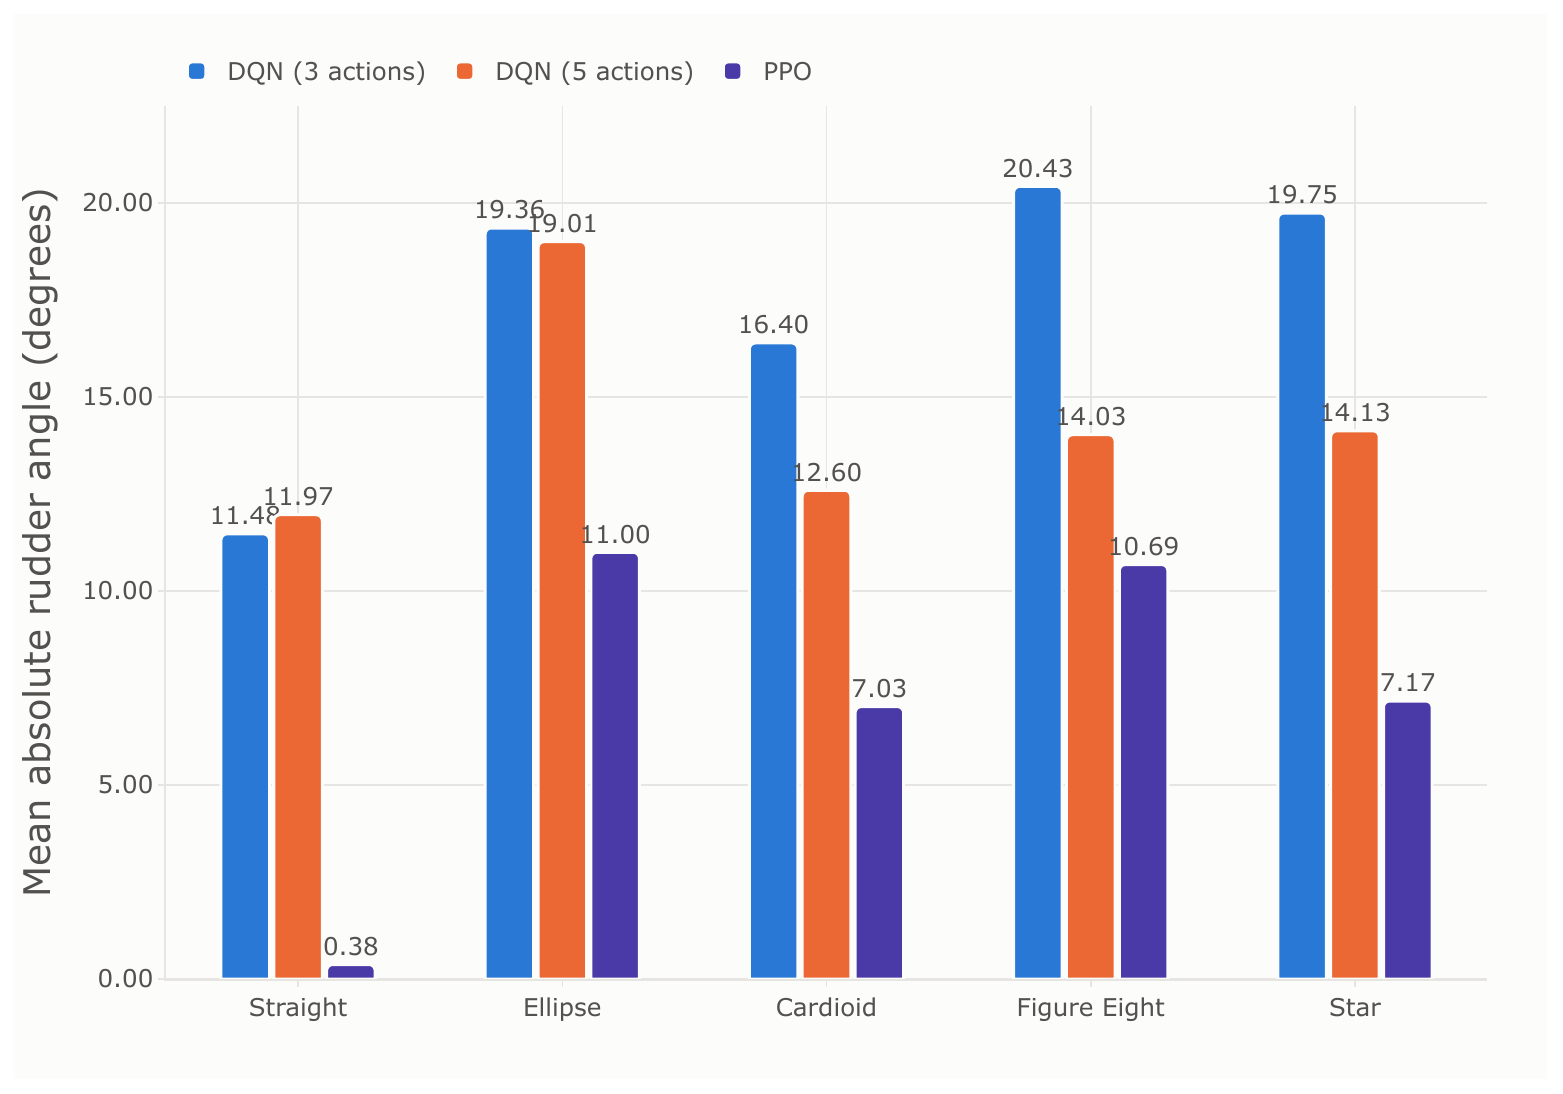 DQN (3 actions) DQN (5 actions) PPO
Mean absolute rudder angle (degrees)
20.00
15.00
10.00
5.00
0.00
11.48 11.97 0.38
19.36 19.01 11.00
16.40 12.60 7.03
20.43 14.03 10.69
19.75 14.13 7.17
Straight Ellipse Cardioid Figure Eight Star